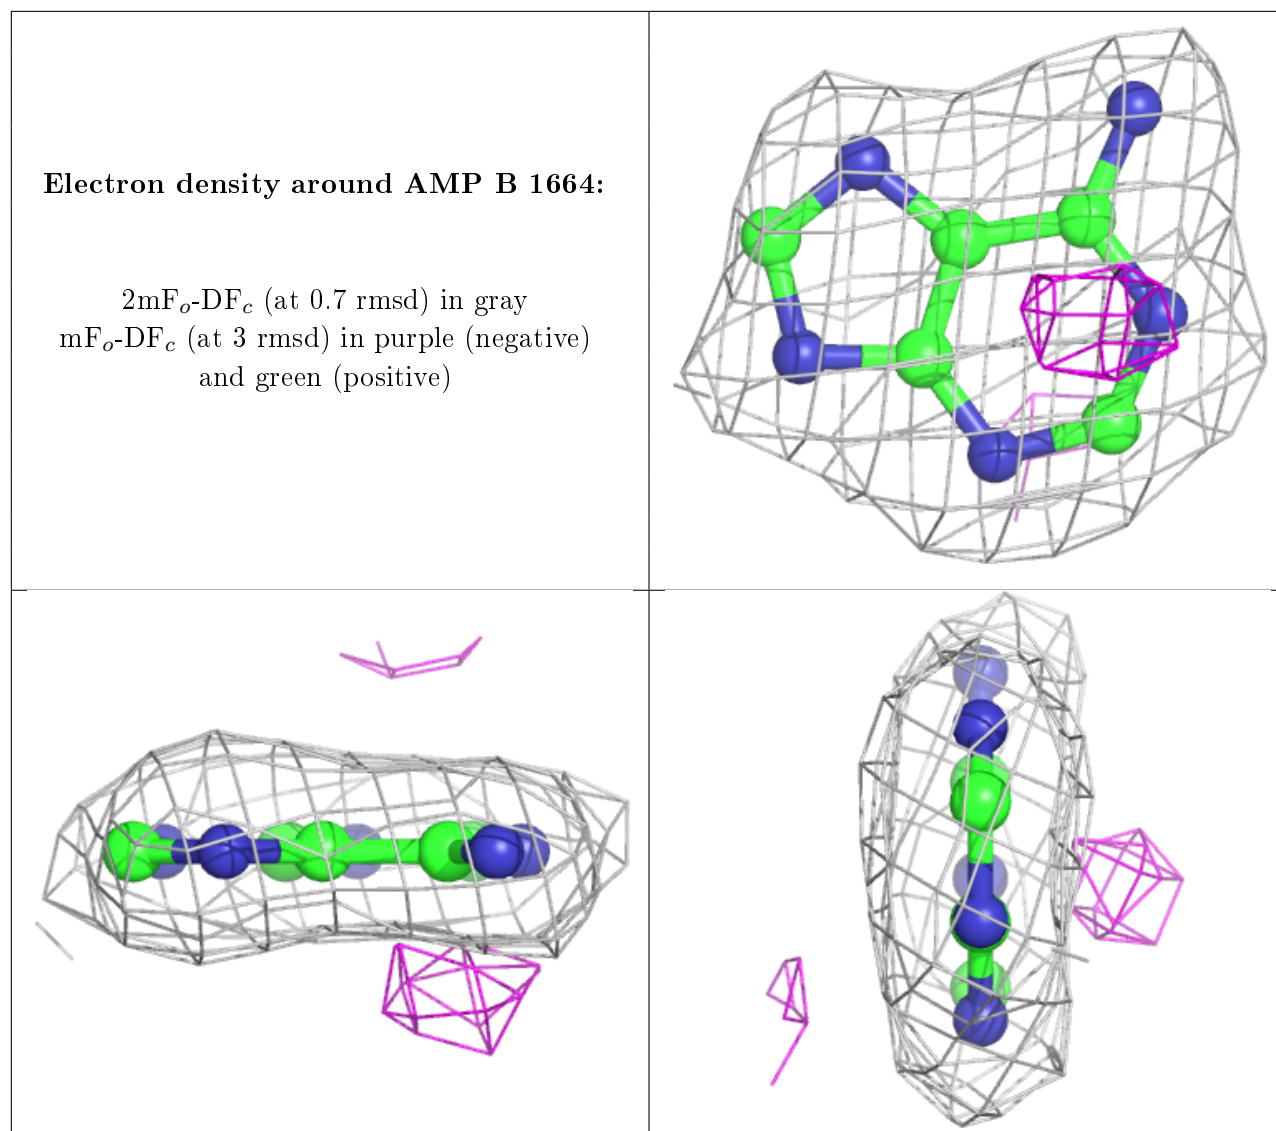 Electron density around AMP B 1664:
2mFₒ-DF𝒸 (at 0.7 rmsd) in gray
mFₒ-DF𝒸 (at 3 rmsd) in purple (negative)
and green (positive)